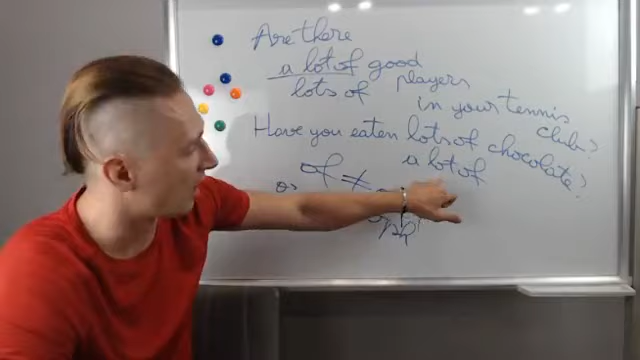 Are there
a lot of good
lots of players
in your tennis
club?
Have you eaten lots of chocolate?
a lot of
of ≠